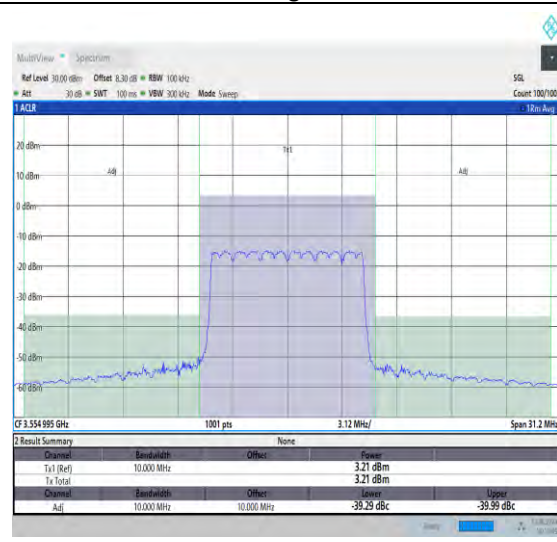 MultiView Spectrum
Ref Level 30.00 dBm Offset 8.30 dB RBW 100 kHz SGL
Att 30 dB SWT 100 ms VBW 300 kHz Mode Sweep Count 100/100
1 ACLR 1Rm Avg
Tx1
20 dBm
Adj Adj
10 dBm
0 dBm
-10 dBm
-20 dBm
-30 dBm
-40 dBm
-50 dBm
-60 dBm
CF 3.554 995 GHz 1001 pts 3.12 MHz/ Span 31.2 MHz
2 Result Summary None
Channel Bandwidth Offset Power
Tx1 (Ref) 10.000 MHz 3.21 dBm
Tx Total 3.21 dBm
Channel Bandwidth Offset Lower Upper
Adj 10.000 MHz 10.000 MHz -39.29 dBc -39.99 dBc